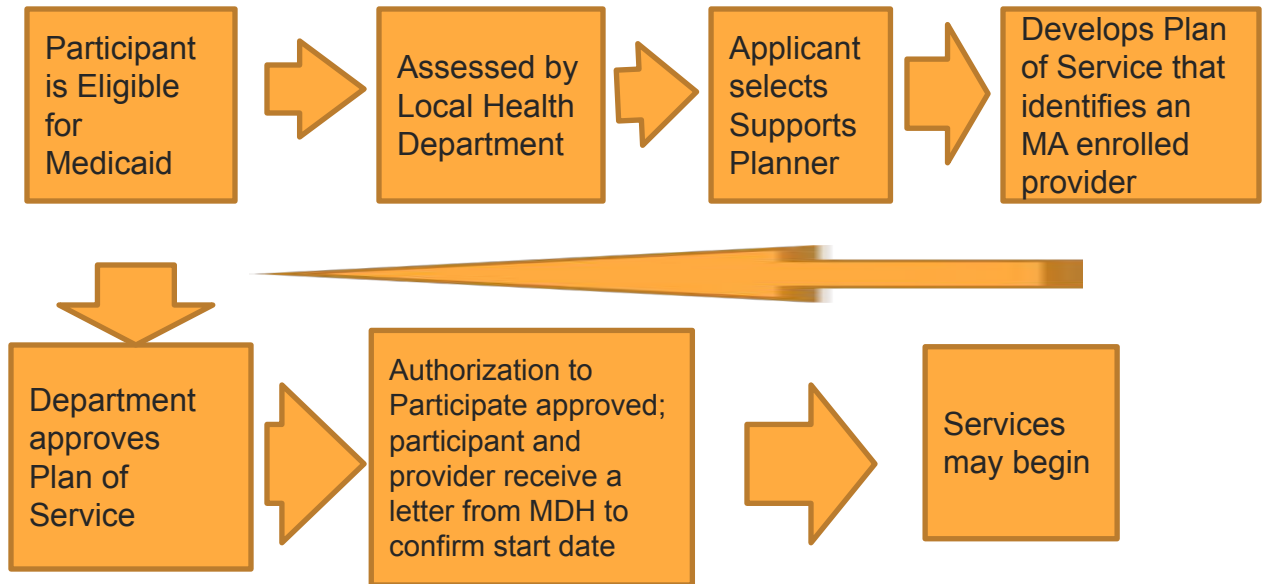 Participant
is Eligible
for
Medicaid
Assessed by
Local Health
Department
Applicant
selects
Supports
Planner
Develops Plan
of Service that
identifies an
MA enrolled
provider
Department
approves
Plan of
Service
Authorization to
Participate approved;
participant and
provider receive a
letter from MDH to
confirm start date
Services
may begin